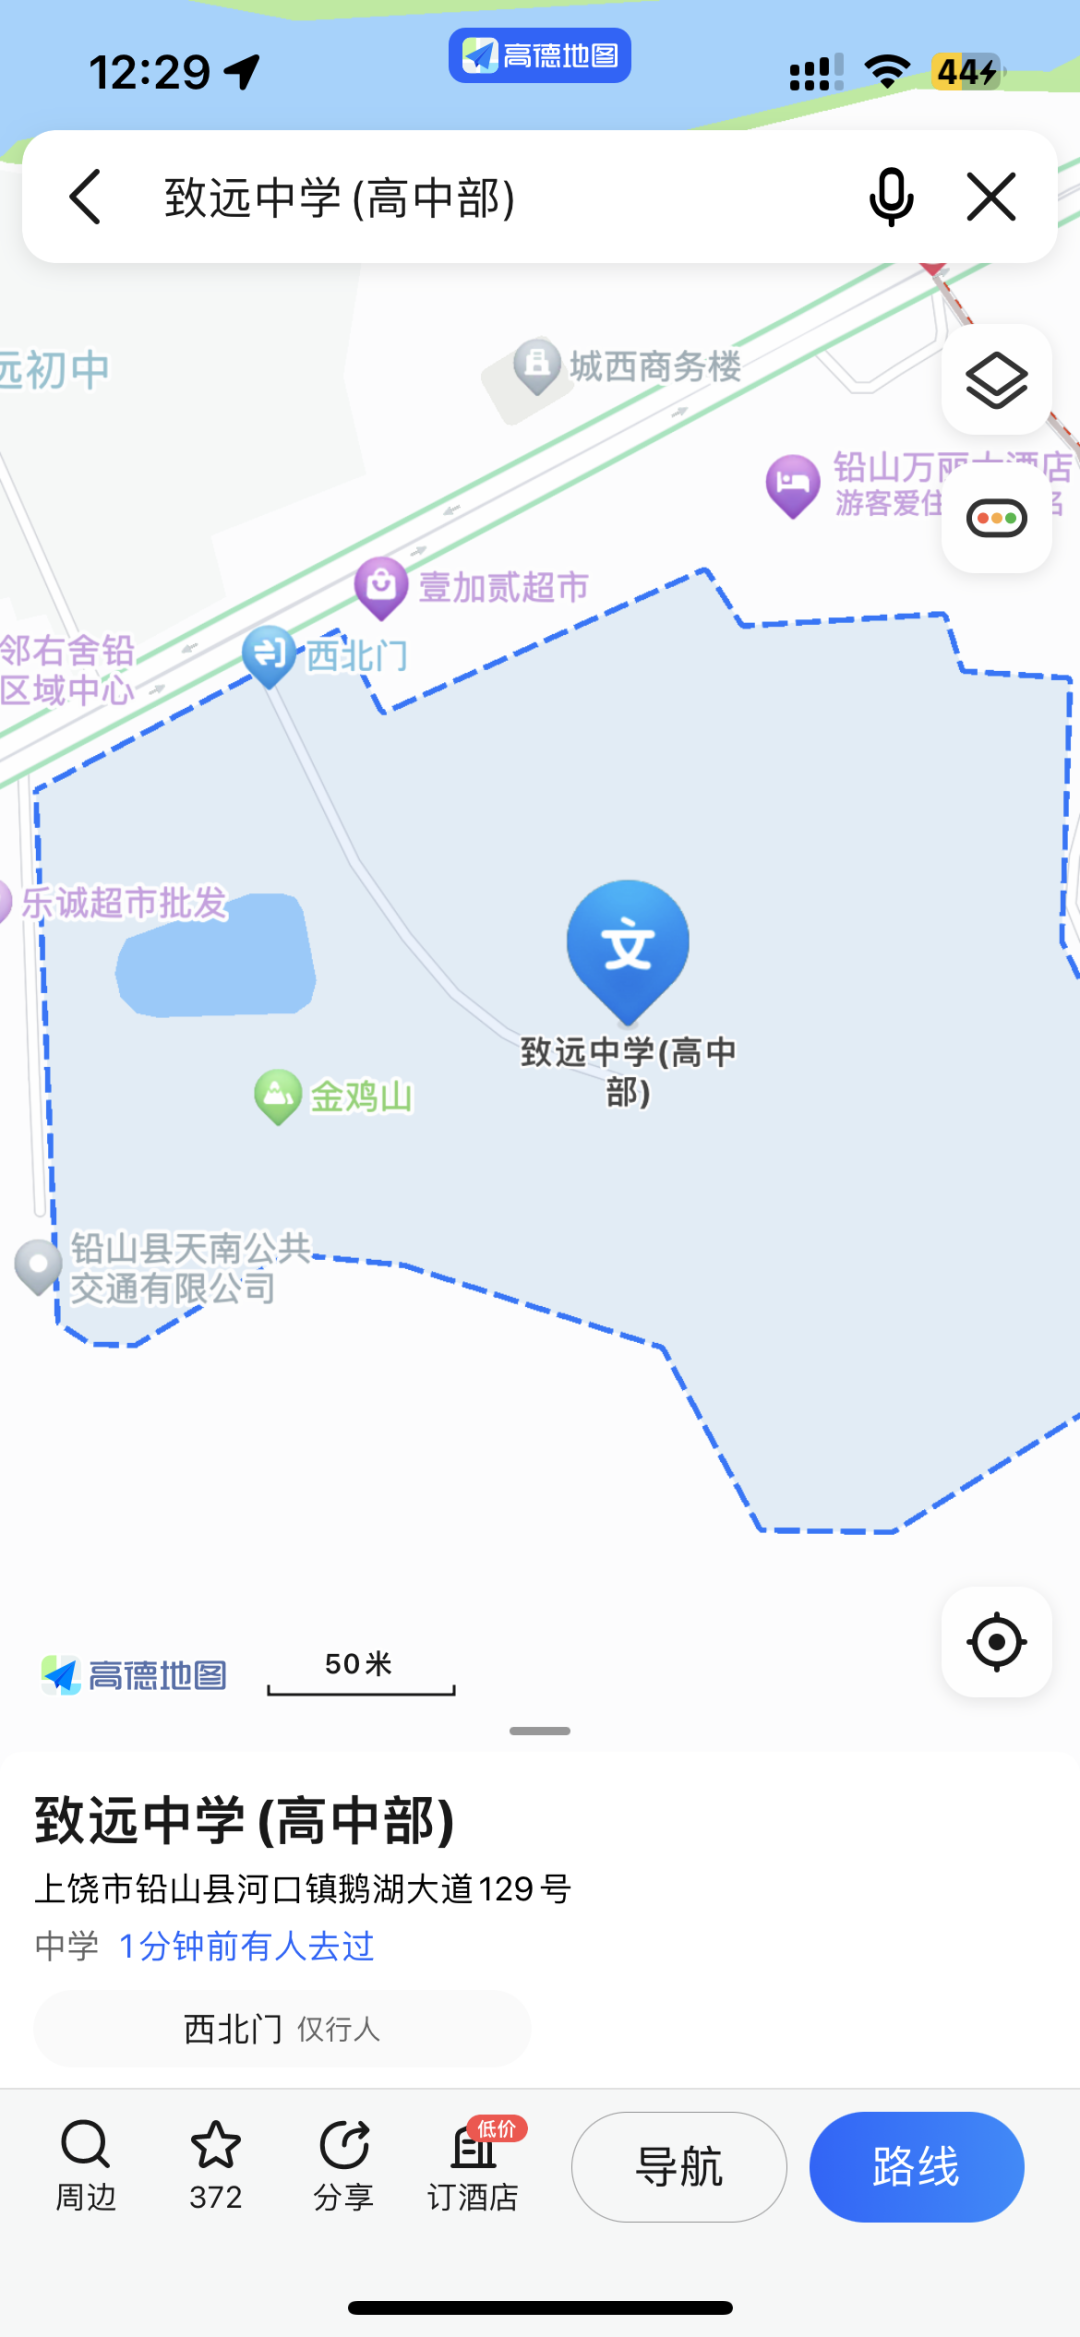 12:29
高德地图
44
致远中学(高中部)
远初中
城西商务楼
铅山万丽大酒店
游客爱住
名
壹加贰超市
西北门
邻右舍铅
区域中心
乐诚超市批发
文
致远中学(高中
部)
金鸡山
铅山县天南公共
交通有限公司
高德地图
50米
致远中学(高中部)
上饶市铅山县河口镇鹅湖大道129号
中学 1分钟前有人去过
西北门 仅行人
低价
周边
372
分享
订酒店
导航
路线